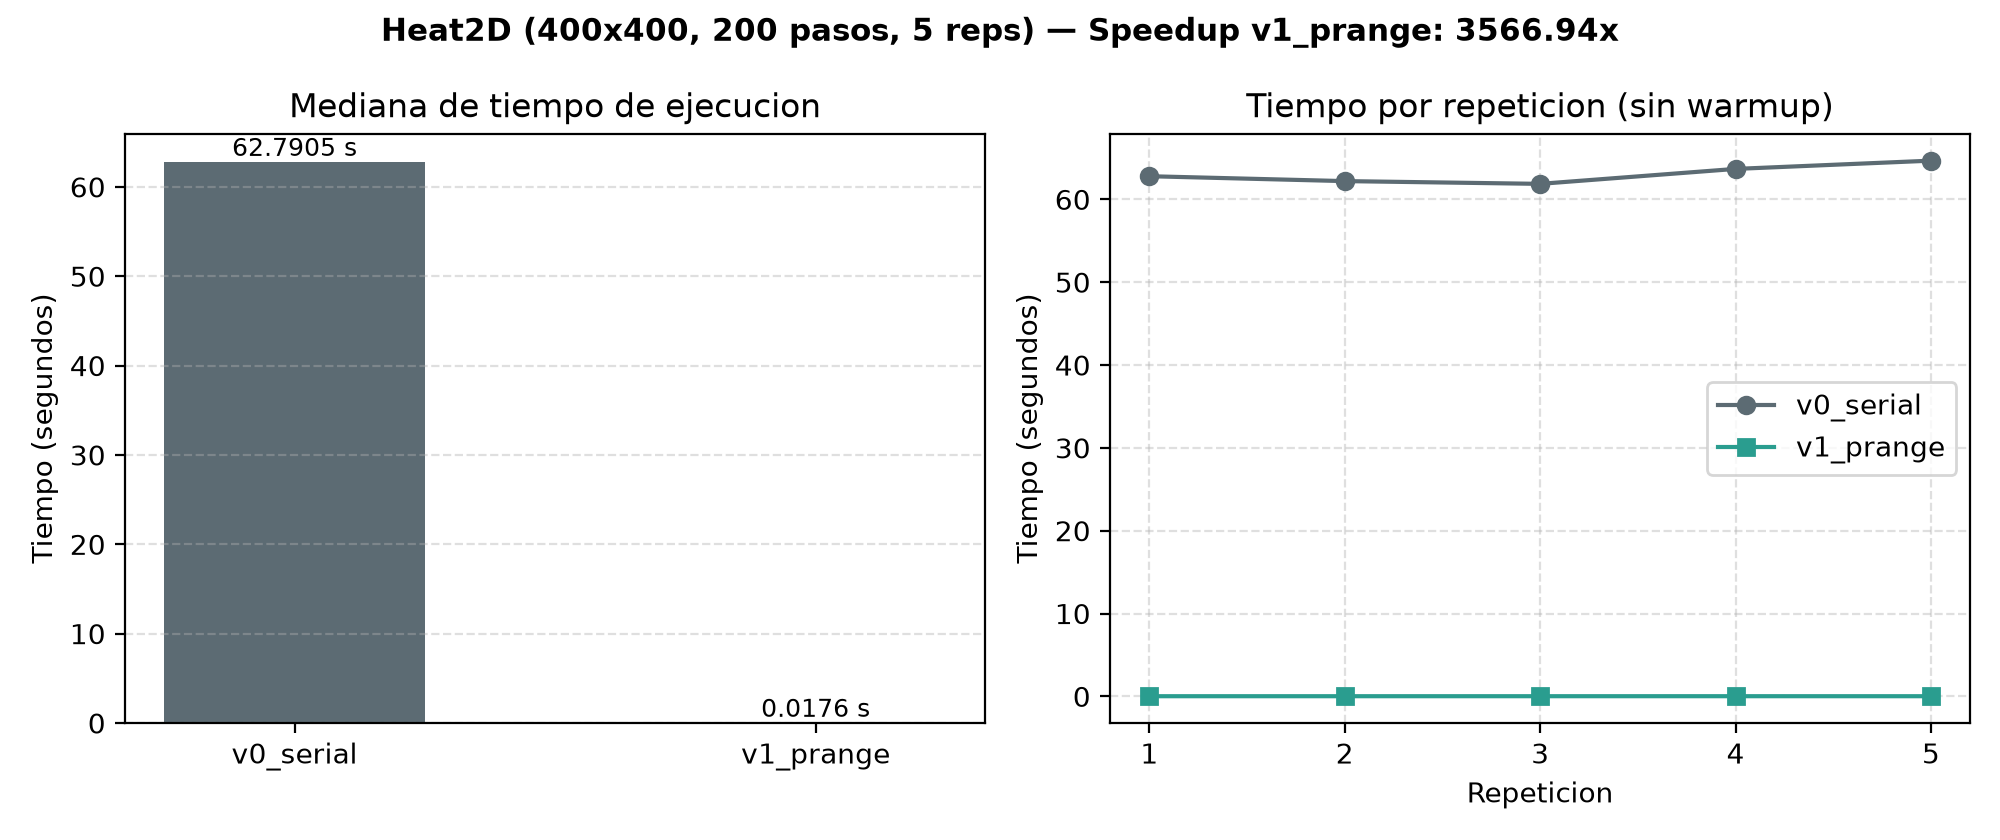 Heat2D (400x400, 200 pasos, 5 reps) — Speedup v1_prange: 3566.94x
Mediana de tiempo de ejecucion
62.7905 s
0.0176 s
60
50
40
30
20
10
0
Tiempo (segundos)
v0_serial
v1_prange
Tiempo por repeticion (sin warmup)
60
50
40
30
20
10
0
Tiempo (segundos)
v0_serial
v1_prange
1
2
3
4
5
Repeticion